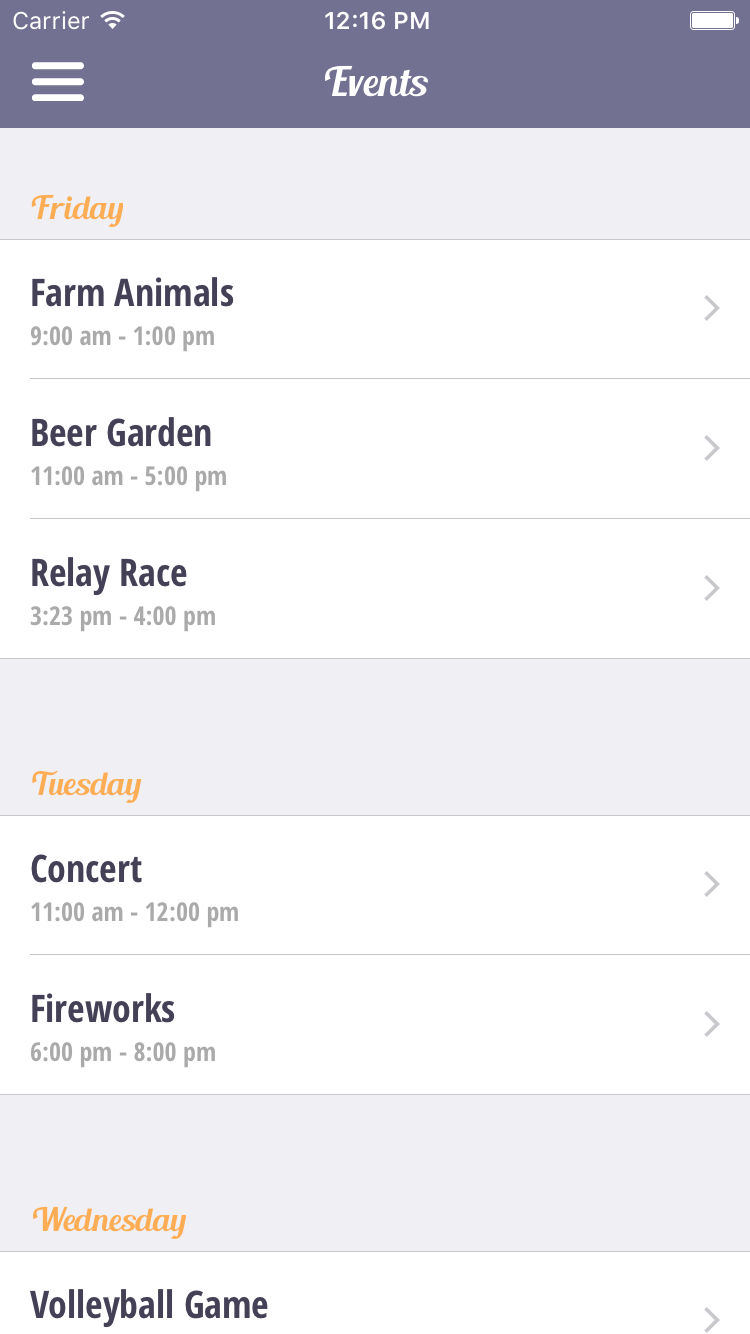 Carrier 12:16 PM
Events
Friday
Farm Animals
9:00 am - 1:00 pm
Beer Garden
11:00 am - 5:00 pm
Relay Race
3:23 pm - 4:00 pm
Tuesday
Concert
11:00 am - 12:00 pm
Fireworks
6:00 pm - 8:00 pm
Wednesday
Volleyball Game